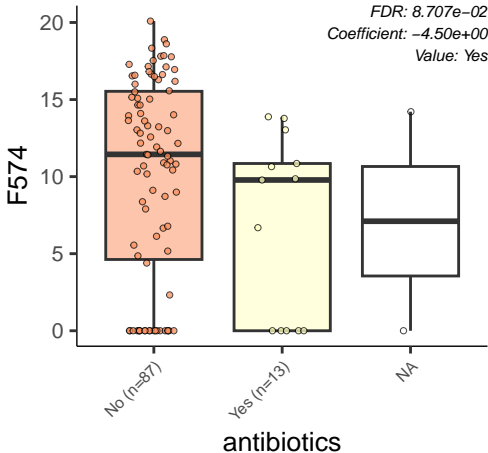 FDR: 8.707e−02
Coefficient: −4.50e+00
Value: Yes
20
15
10
5
0
F574
No (n=87)
Yes (n=13)
NA
antibiotics